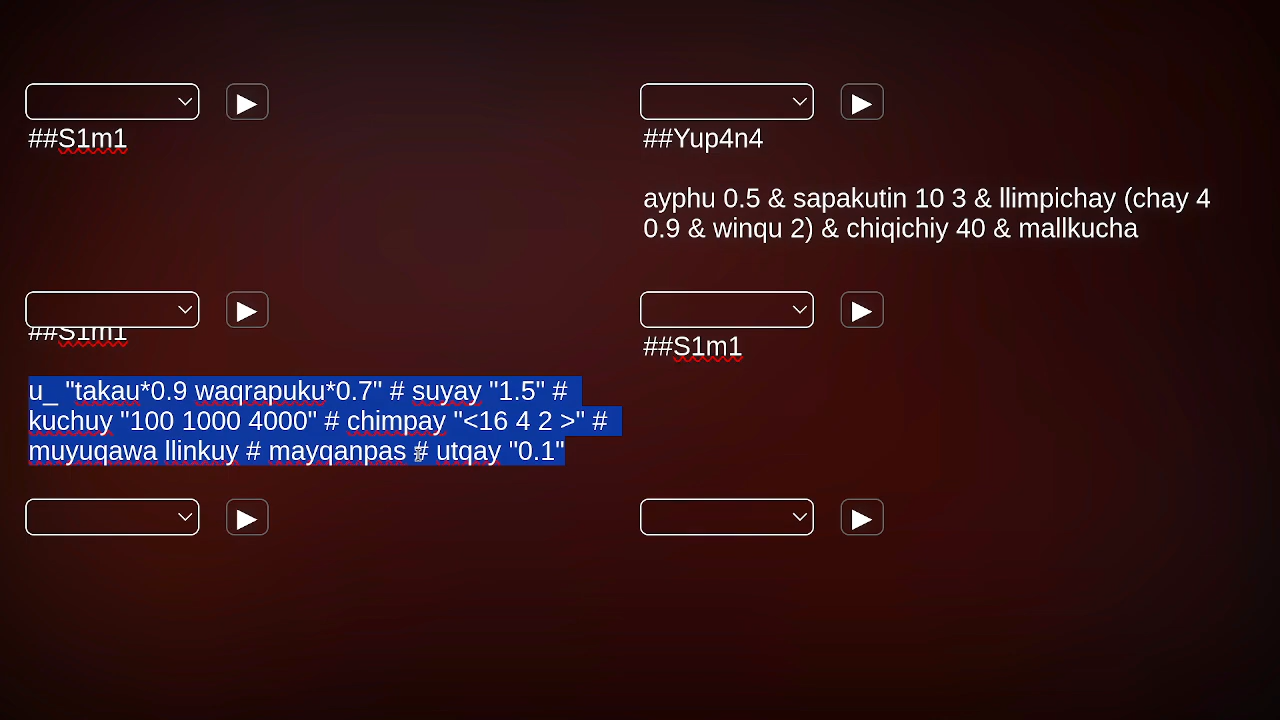 ##S1m1
##Yup4n4
ayphu 0.5 & sapakutin 10 3 & llimpichay (chay 4
0.9 & winqu 2) & chiqichiy 40 & mallkucha
##S1m1
u_ "takau*0.9 waqrapuku*0.7" # suyay "1.5" #
kuchuy "100 1000 4000" # chimpay "<16 4 2 >" #
muyuqawa llinkuy # mayqanpas # utqay "0.1"
##S1m1